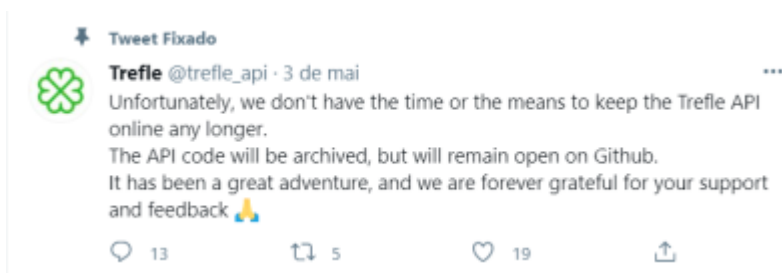 Tweet Fixado
Trefle @trefle_api · 3 de mai
Unfortunately, we don't have the time or the means to keep the Trefle API
online any longer.
The API code will be archived, but will remain open on Github.
It has been a great adventure, and we are forever grateful for your support
and feedback 🙏
13 5 19